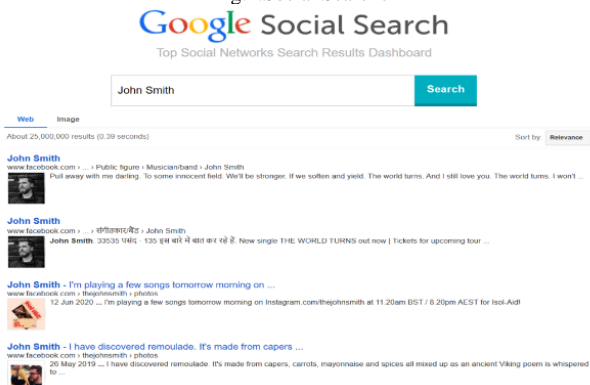 Google Social Search
Top Social Networks Search Results Dashboard
John Smith
Search
Web Image
About 25,000,000 results (0.39 seconds)
Sort by: Relevance
John Smith
www.facebook.com › ... › Public figure › Musician/band › John Smith
Pull away with me darling. To some innocent field. We'll be stronger. If we soften and yield. The world turns. And I still love you. The world turns. I won't ...
John Smith
www.facebook.com › ... › संगीतकार/बैंड › John Smith
John Smith. 33535 पसंद · 135 इस बारे में बात कर रहे हैं. New single THE WORLD TURNS out now | Tickets for upcoming tour ...
John Smith - I'm playing a few songs tomorrow morning on ...
www.facebook.com › thejohnsmith › photos
12 Jun 2020 ... I'm playing a few songs tomorrow morning on Instagram.com/thejohnsmith at 11.20am BST / 8.20pm AEST for Isol-Aid!
John Smith - I have discovered remoulade. It's made from capers ...
www.facebook.com › thejohnsmith › photos
26 May 2019 ... I have discovered remoulade. It's made from capers, carrots, mayonnaise and spices all mixed up as an ancient Viking poem is whispered
to ...